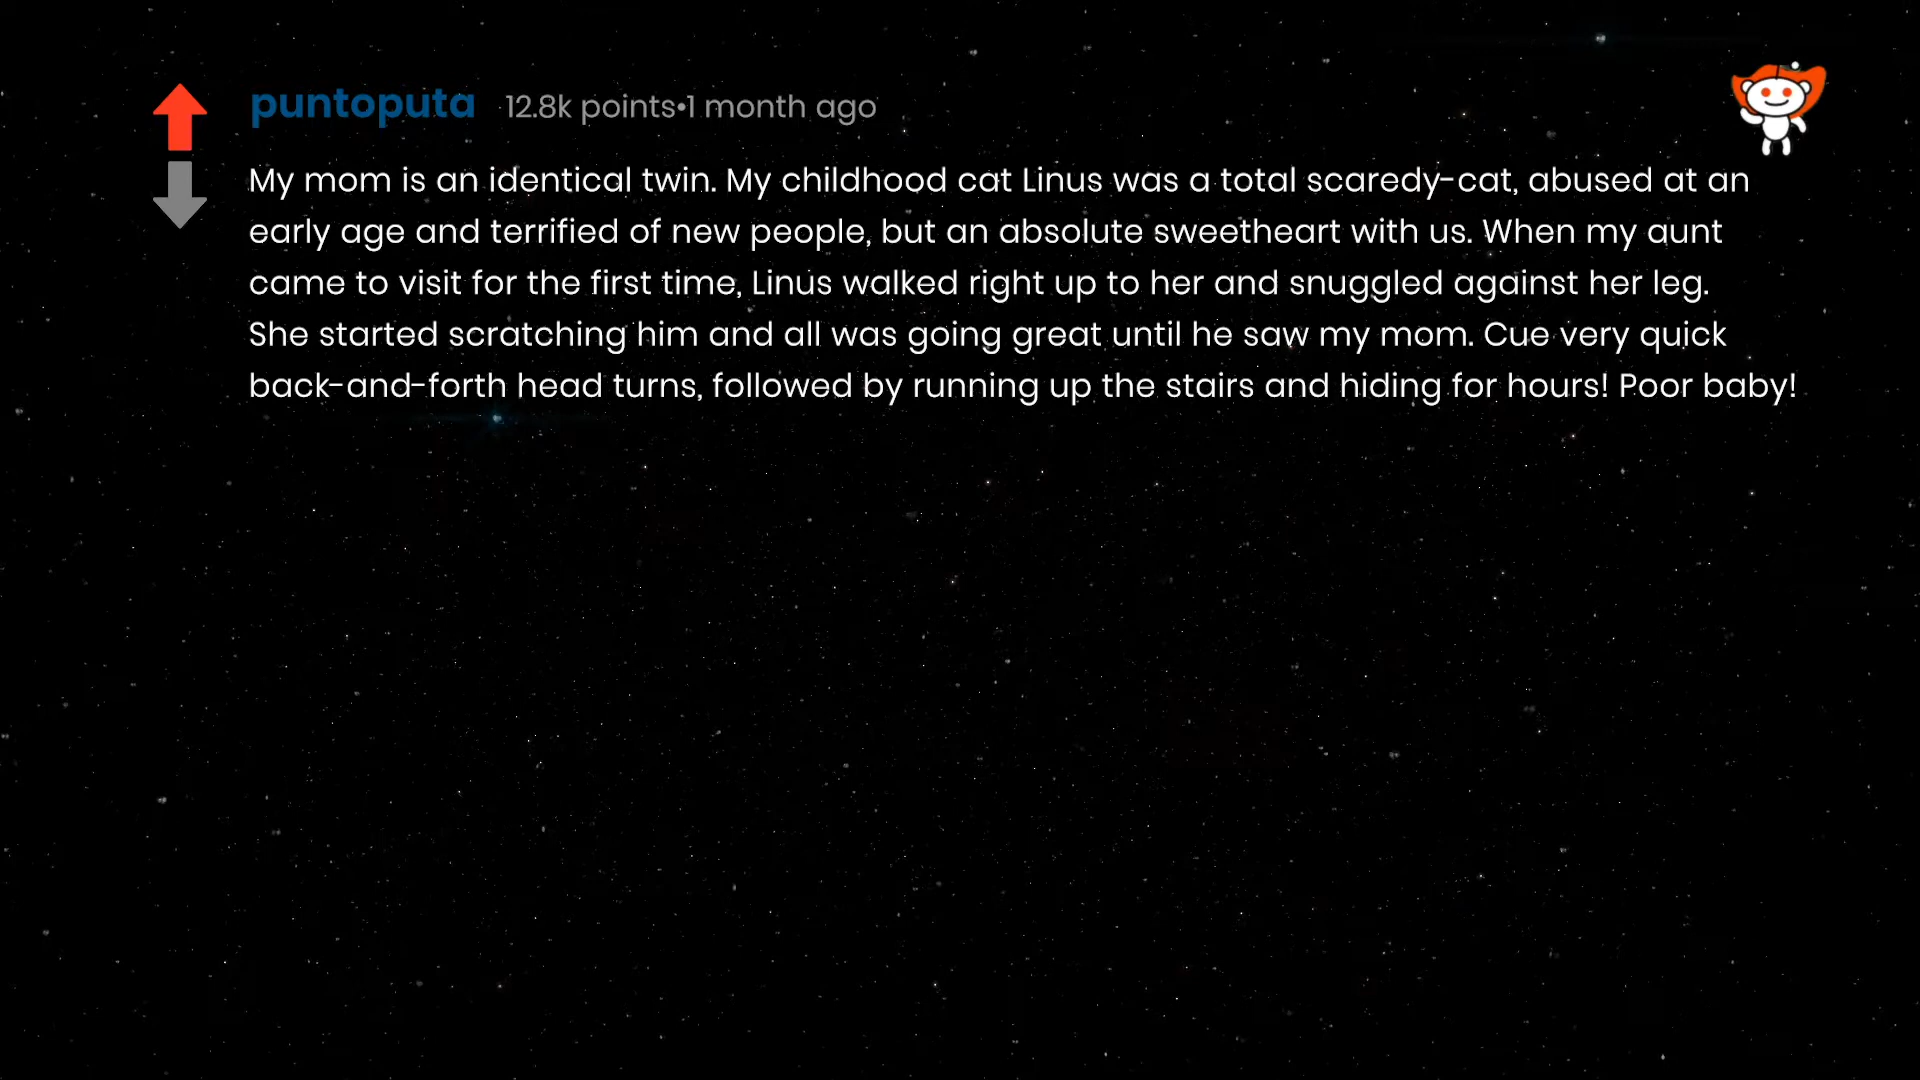 puntoputa · 12.8k points•1 month ago
My mom is an identical twin. My childhood cat Linus was a total scaredy-cat, abused at an
early age and terrified of new people, but an absolute sweetheart with us. When my aunt
came to visit for the first time, Linus walked right up to her and snuggled against her leg.
She started scratching him and all was going great until he saw my mom. Cue very quick
back-and-forth head turns, followed by running up the stairs and hiding for hours! Poor baby!